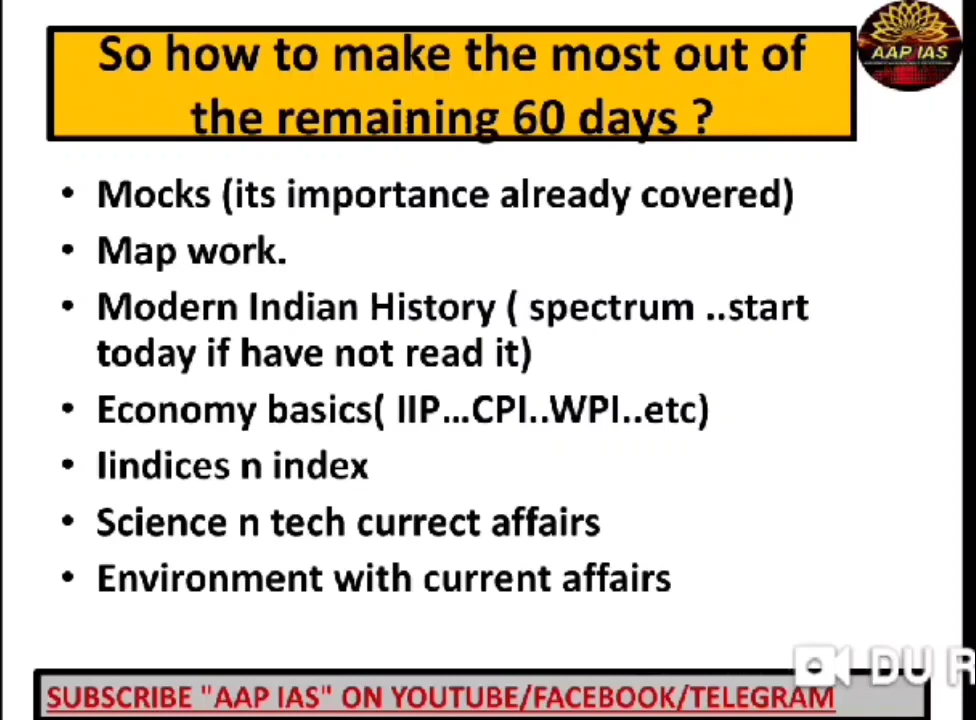 So how to make the most out of
the remaining 60 days ?
AAP IAS
• Mocks (its importance already covered)
• Map work.
• Modern Indian History ( spectrum ..start
today if have not read it)
• Economy basics( IIP...CPI..WPI..etc)
• Iindices n index
• Science n tech currect affairs
• Environment with current affairs
DU R
SUBSCRIBE "AAP IAS" ON YOUTUBE/FACEBOOK/TELEGRAM